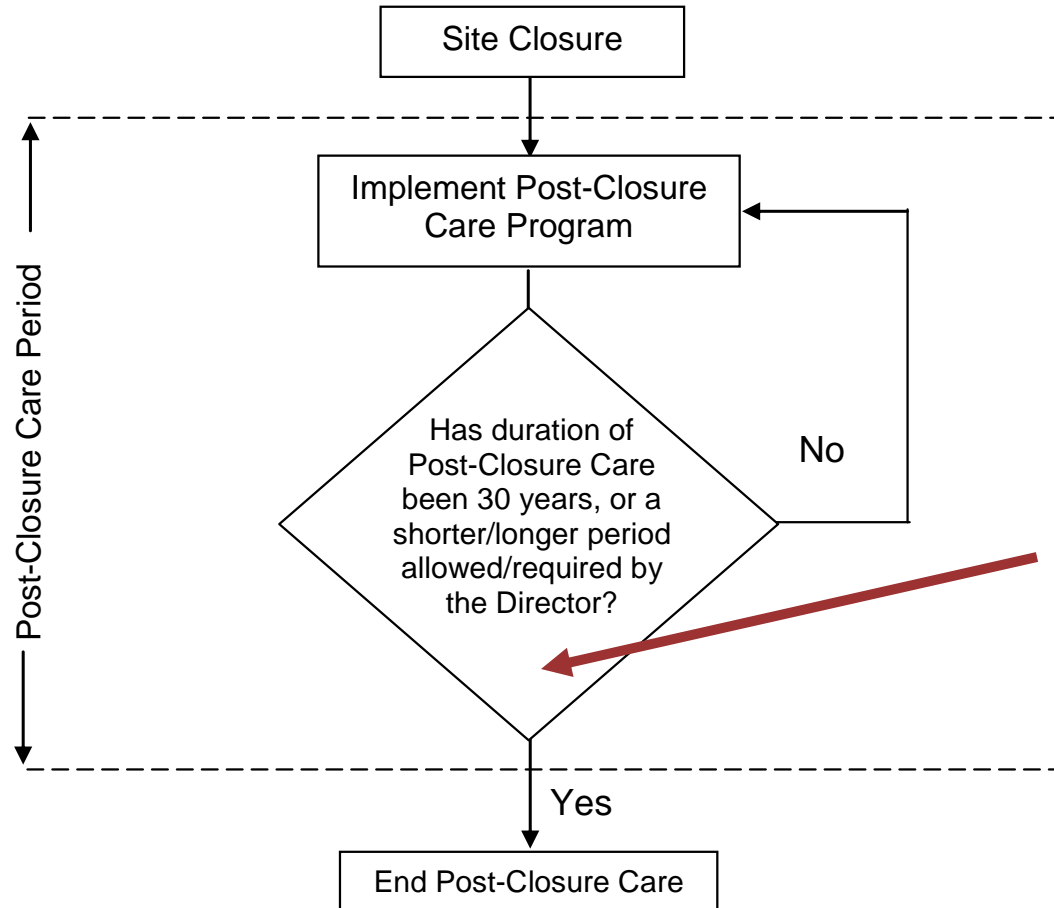 Site Closure
Implement Post-Closure
Care Program
Post-Closure Care Period
Has duration of
Post-Closure Care
been 30 years, or a
shorter/longer period
allowed/required by
the Director?
No
Yes
End Post-Closure Care